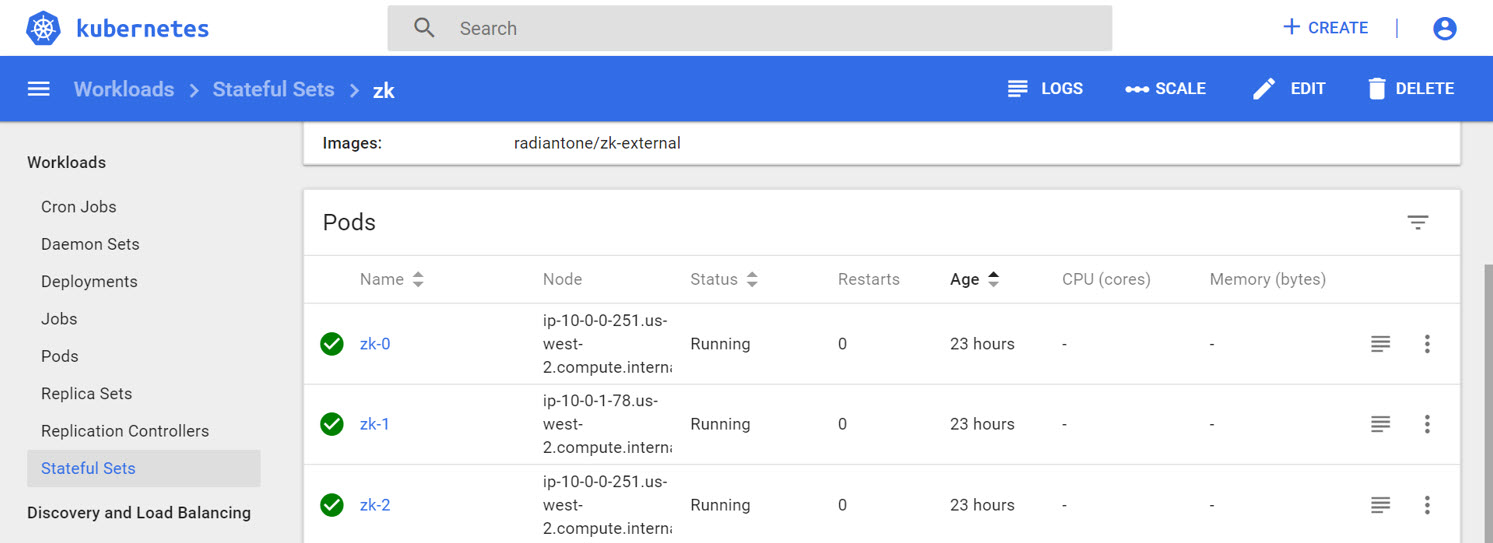 kubernetes
Search
CREATE
Workloads
Stateful Sets
zk
LOGS
SCALE
EDIT
DELETE
Workloads
Cron Jobs
Daemon Sets
Deployments
Jobs
Pods
Replica Sets
Replication Controllers
Stateful Sets
Discovery and Load Balancing
Images: radiantone/zk-external
Pods
Name Node Status Restarts Age CPU (cores) Memory (bytes)
ip-10-0-0-251.us-
zk-0 west- Running 0 23 hours - -
2.compute.interna
ip-10-0-1-78.us-
zk-1 west- Running 0 23 hours - -
2.compute.interna
ip-10-0-0-251.us-
zk-2 west- Running 0 23 hours - -
2.compute.interna